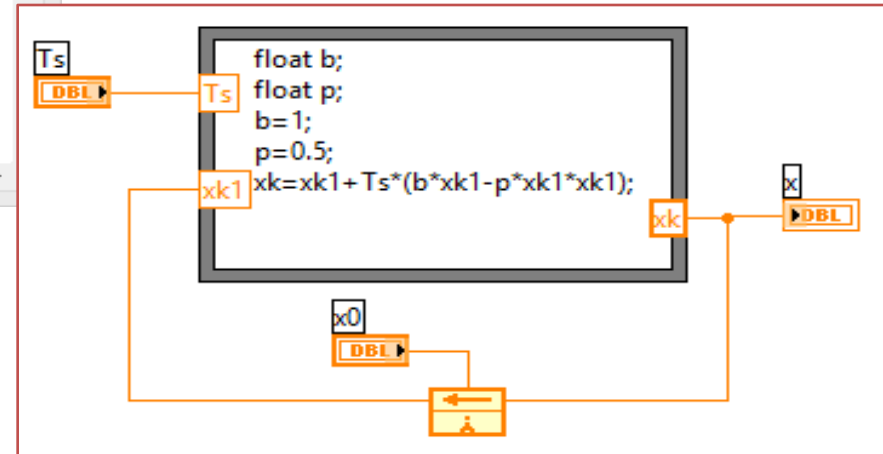 Ts
DBL
Ts
float b;
float p;
b=1;
p=0.5;
xk1
xk=xk1+Ts*(b*xk1-p*xk1*xk1);
xk
x
DBL
x0
DBL